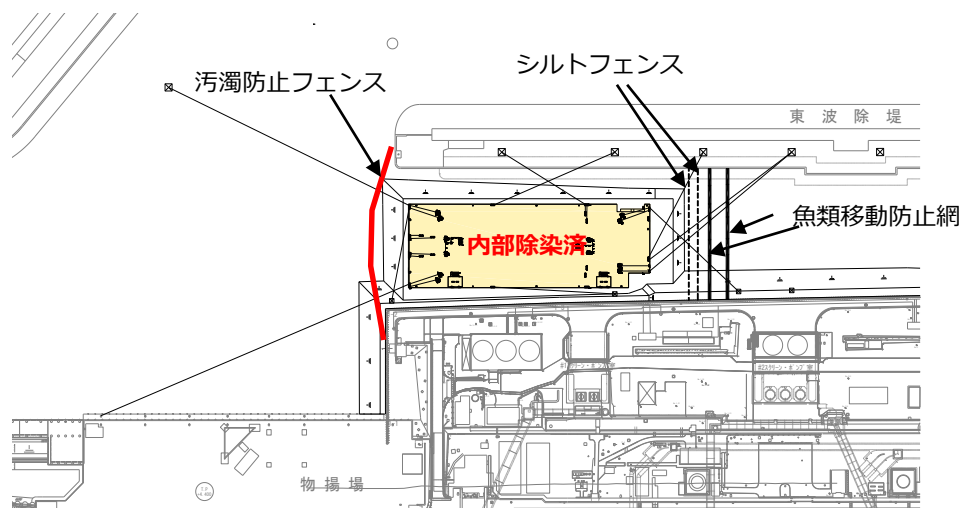 シルトフェンス
汚濁防止フェンス
東波除堤
魚類移動防止網
内部除染済
物揚場